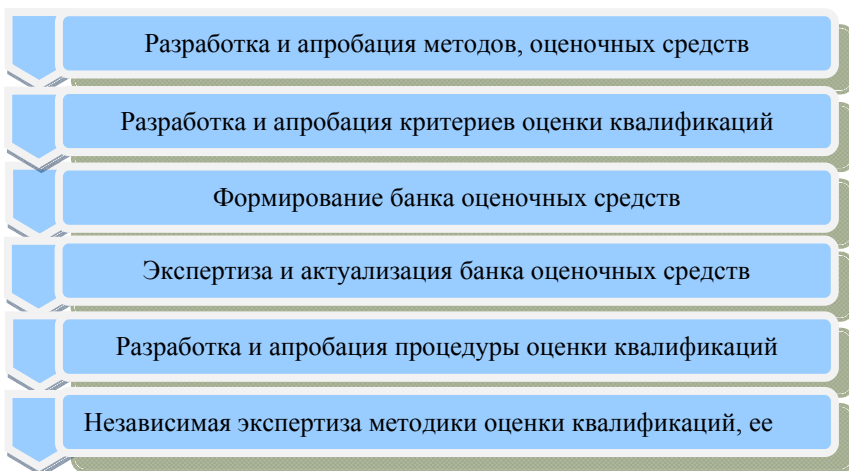 Разработка и апробация методов, оценочных средств
Разработка и апробация критериев оценки квалификаций
Формирование банка оценочных средств
Экспертиза и актуализация банка оценочных средств
Разработка и апробация процедуры оценки квалификаций
Независимая экспертиза методики оценки квалификаций, ее